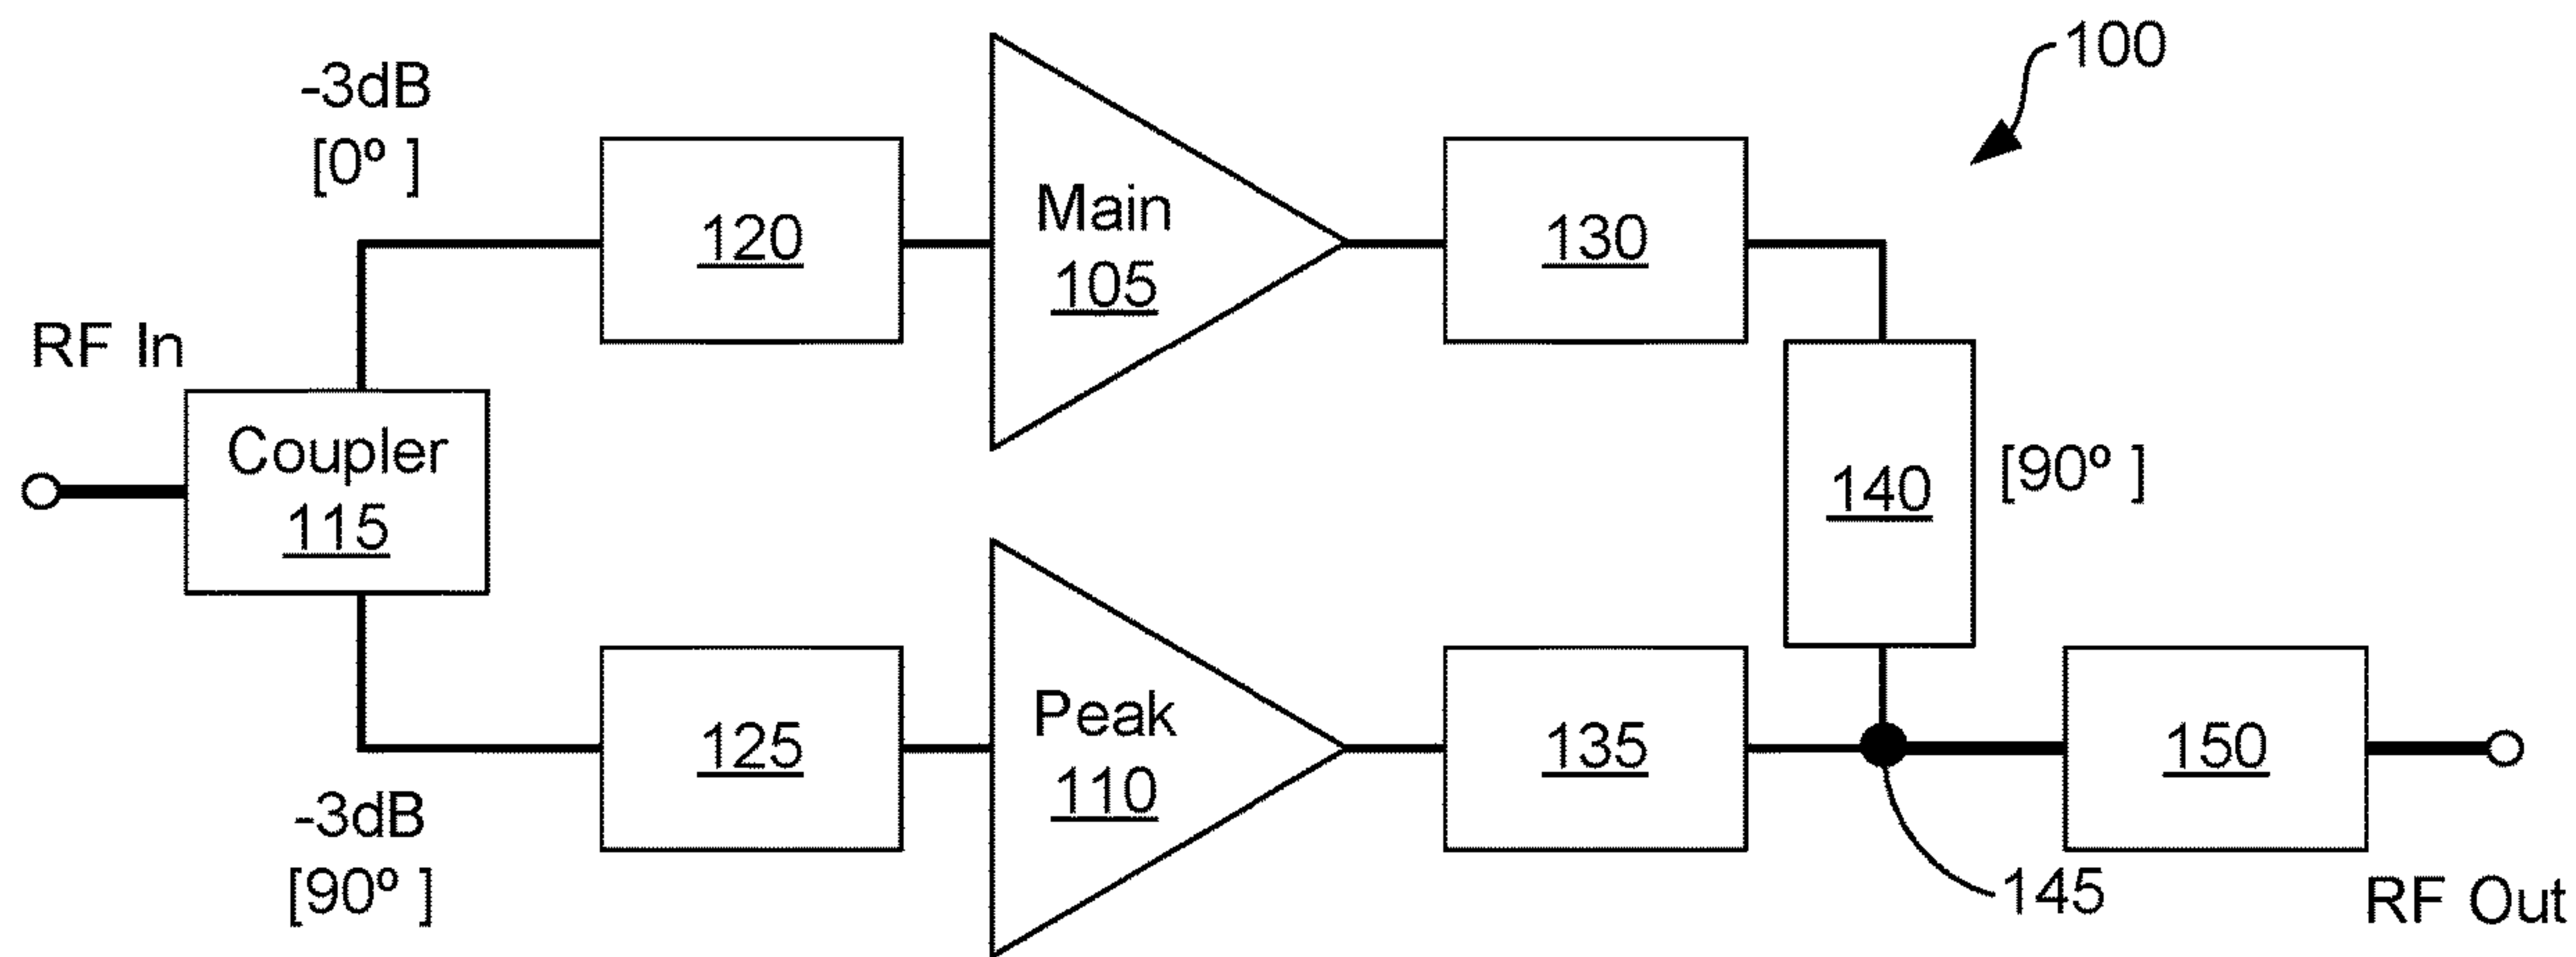 100
-3dB
[0º ]
120
Main
105
130
RF In
Coupler
115
140
[90º ]
-3dB
[90º ]
125
Peak
110
135
150
145
RF Out